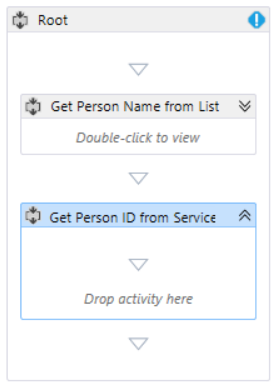 Root
Get Person Name from List
Double-click to view
Get Person ID from Service
Drop activity here